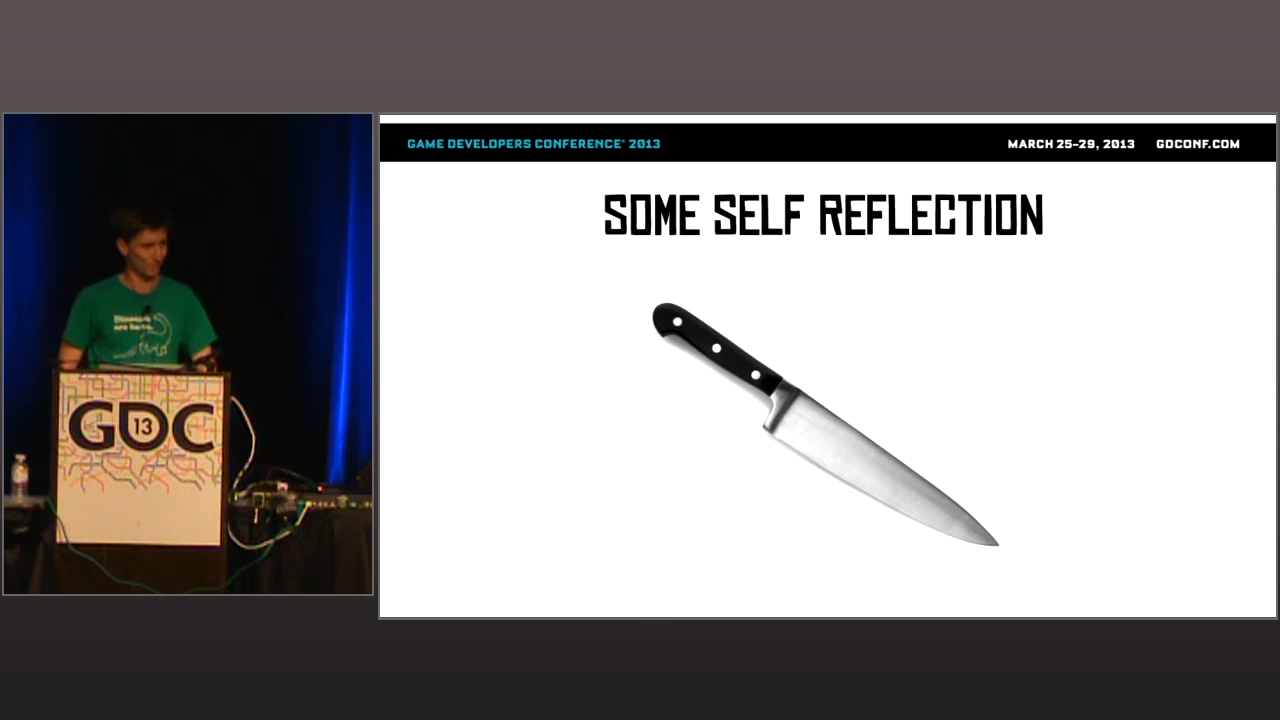 GAME DEVELOPERS CONFERENCE® 2013
MARCH 25-29, 2013 GDCONF.COM
SOME SELF REFLECTION
GDC
13